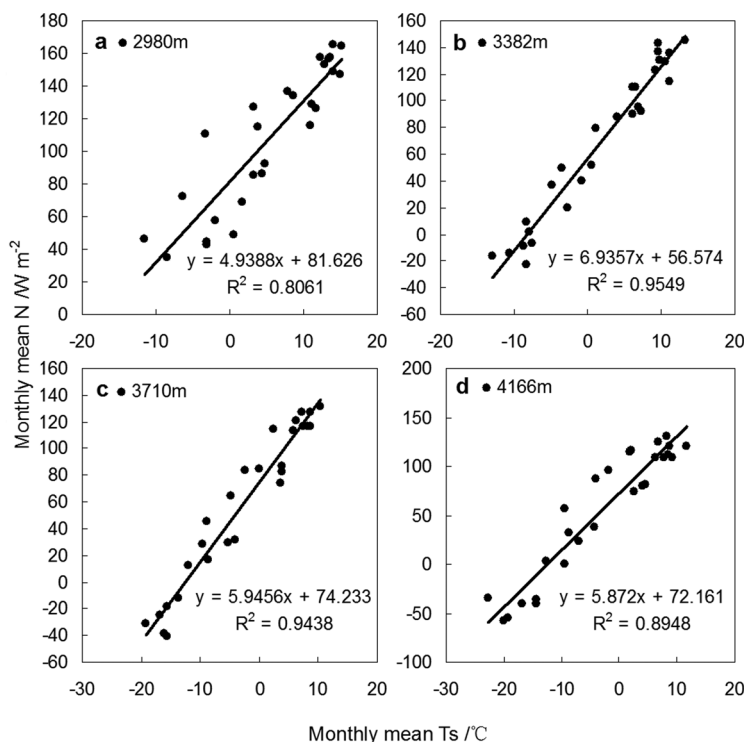 Monthly mean N /W m⁻²
a ● 2980m
180
160
140
120
100
80
60
40
20
0
y = 4.9388x + 81.626
R² = 0.8061
-20 -10 0 10 20
b ● 3382m
160
140
120
100
80
60
40
20
0
-20
-40
-60
y = 6.9357x + 56.574
R² = 0.9549
-20 -10 0 10 20
c ● 3710m
160
140
120
100
80
60
40
20
0
-20
-40
-60
y = 5.9456x + 74.233
R² = 0.9438
-30 -20 -10 0 10 20
d ● 4166m
200
150
100
50
0
-50
-100
y = 5.872x + 72.161
R² = 0.8948
-30 -20 -10 0 10 20
Monthly mean Ts /℃